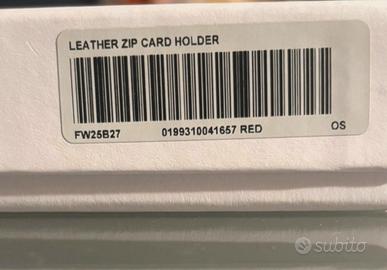 LEATHER ZIP CARD HOLDER
FW25B27 0199310041657 RED OS
subito